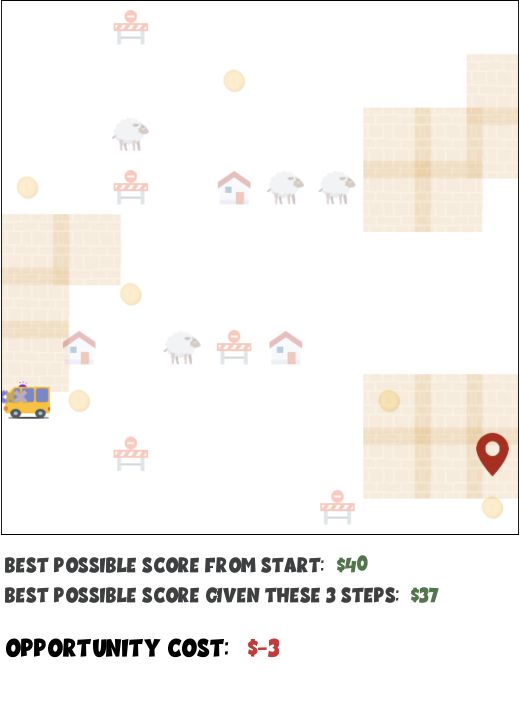 BEST POSSIBLE SCORE FROM START: $40
BEST POSSIBLE SCORE GIVEN THESE 3 STEPS: $37
OPPORTUNITY COST: $-3